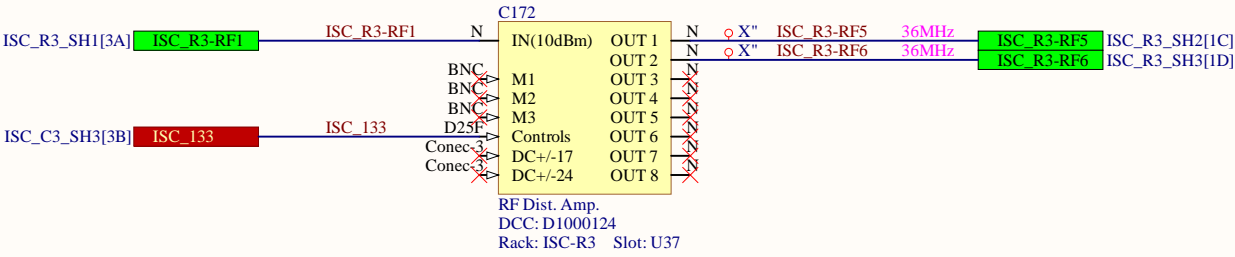 C172
ISC_R3_SH1[3A] ISC_R3-RF1 ISC_R3-RF1 N IN(10dBm) OUT 1 N X" ISC_R3-RF5 36MHz ISC_R3-RF5 ISC_R3_SH2[1C]
OUT 2 N X" ISC_R3-RF6 36MHz ISC_R3-RF6 ISC_R3_SH3[1D]
BNC M1 OUT 3 N
BNC M2 OUT 4 N
BNC M3 OUT 5 N
ISC_C3_SH3[3B] ISC_133 ISC_133 D25F Controls OUT 6 N
Conec-3 DC+/-17 OUT 7 N
Conec-3 DC+/-24 OUT 8 N
RF Dist. Amp.
DCC: D1000124
Rack: ISC-R3 Slot: U37